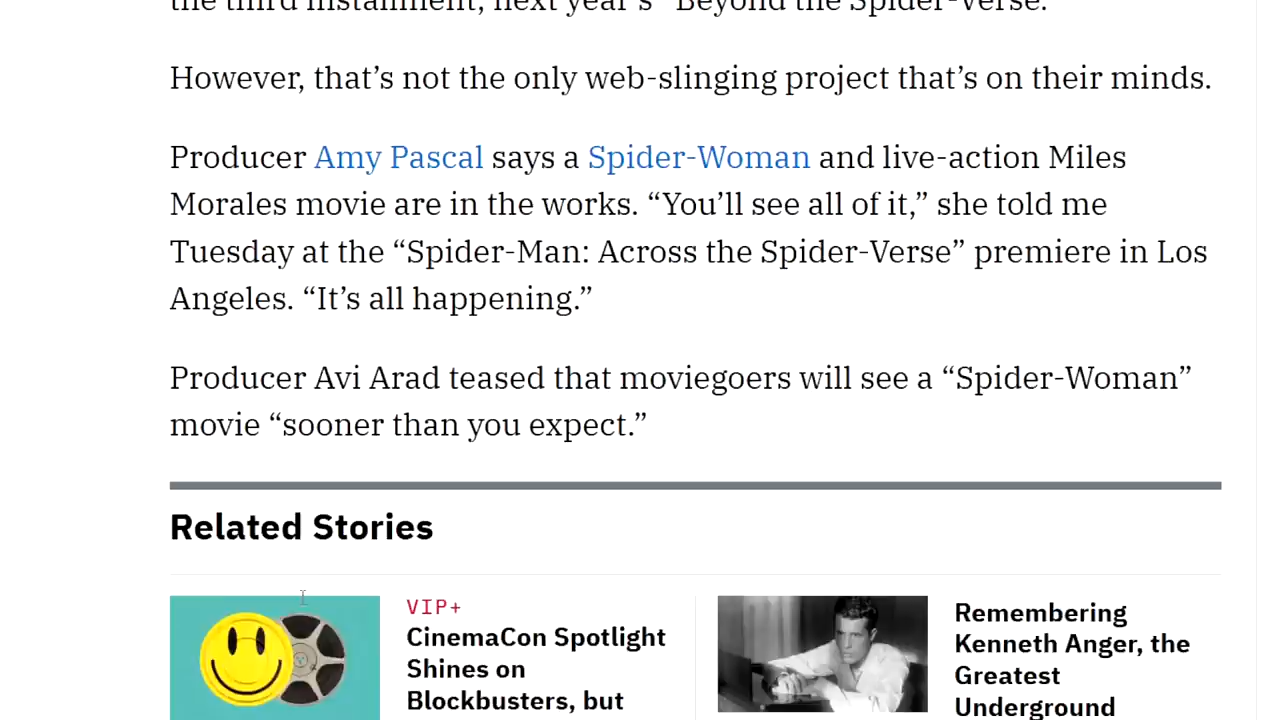 the third installment, next year’s “Beyond the Spider-Verse.”
However, that’s not the only web-slinging project that’s on their minds.
Producer Amy Pascal says a Spider-Woman and live-action Miles
Morales movie are in the works. “You’ll see all of it,” she told me
Tuesday at the “Spider-Man: Across the Spider-Verse” premiere in Los
Angeles. “It’s all happening.”
Producer Avi Arad teased that moviegoers will see a “Spider-Woman”
movie “sooner than you expect.”
Related Stories
VIP+
CinemaCon Spotlight
Shines on
Blockbusters, but
Remembering
Kenneth Anger, the
Greatest
Underground